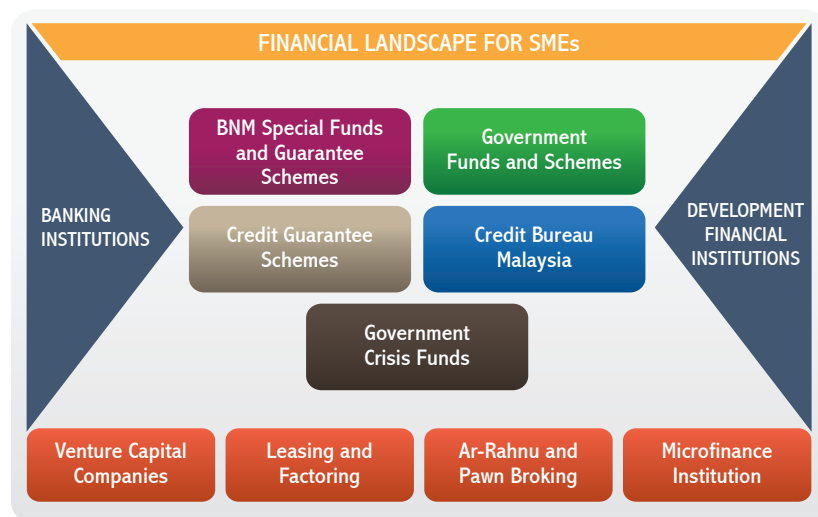 FINANCIAL LANDSCAPE FOR SMEs
BNM Special Funds
and Guarantee
Schemes
Government
Funds and Schemes
BANKING
INSTITUTIONS
DEVELOPMENT
FINANCIAL
INSTITUTIONS
Credit Guarantee
Schemes
Credit Bureau
Malaysia
Government
Crisis Funds
Venture Capital
Companies
Leasing and
Factoring
Ar-Rahnu and
Pawn Broking
Microfinance
Institution